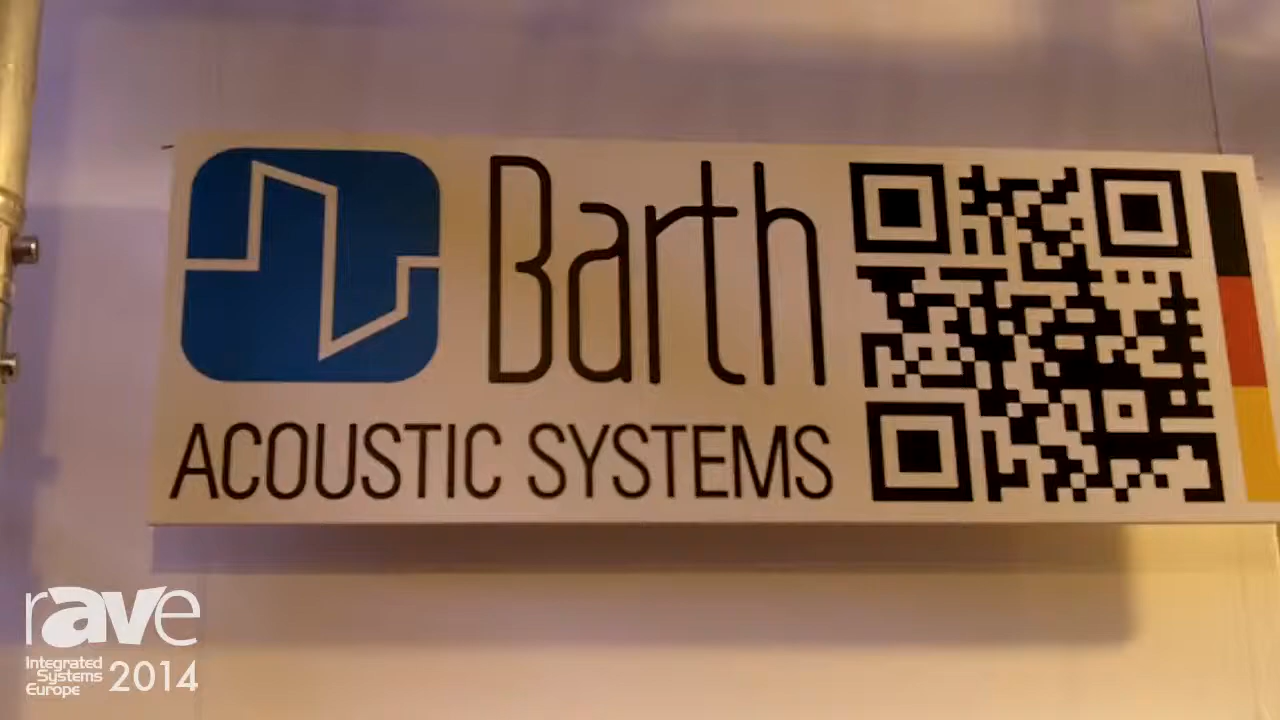 Barth
ACOUSTIC SYSTEMS
rAVe
Integrated
Systems
Europe
2014